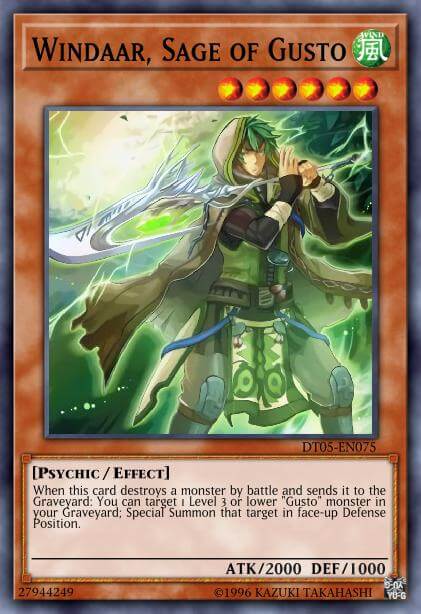 WINDAAR, SAGE OF GUSTO
WIND
風
DT05-EN075
[PSYCHIC / EFFECT]
When this card destroys a monster by battle and sends it to the
Graveyard: You can target 1 Level 3 or lower "Gusto" monster in
your Graveyard; Special Summon that target in face-up Defense
Position.
ATK/2000 DEF/1000
27944249
©1996 KAZUKI TAKAHASHI